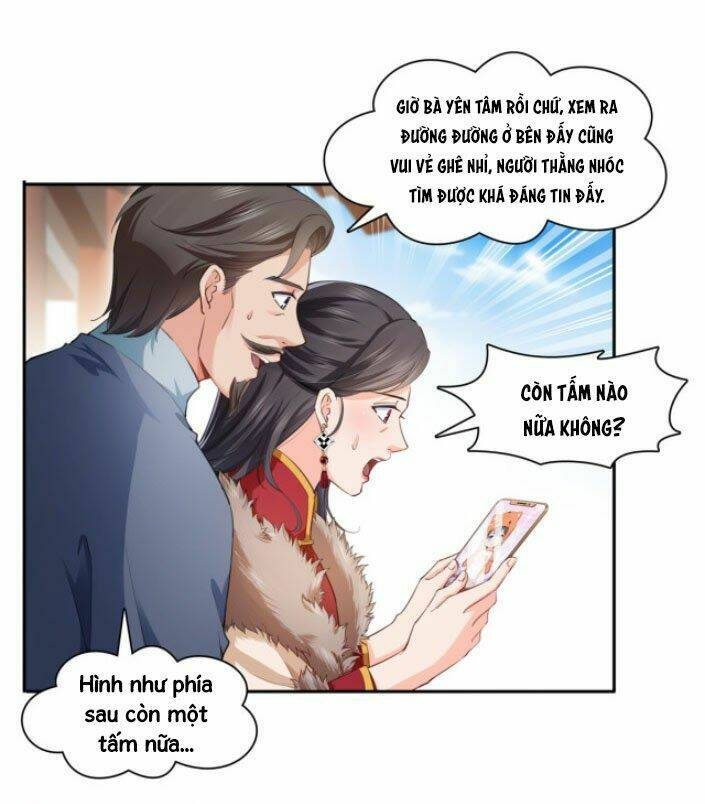 GIỜ BÀ YÊN TÂM RỒI CHỨ, XEM RA
ĐƯỜNG ĐƯỜNG Ở BÊN ĐẤY CŨNG
VUI VẺ GHÊ NHỈ, NGƯỜI THẰNG NHÓC
TÌM ĐƯỢC KHÁ ĐÁNG TIN ĐẤY.
CÒN TẤM NÀO
NỮA KHÔNG?
Hình như phía
sau còn một
tấm nữa...